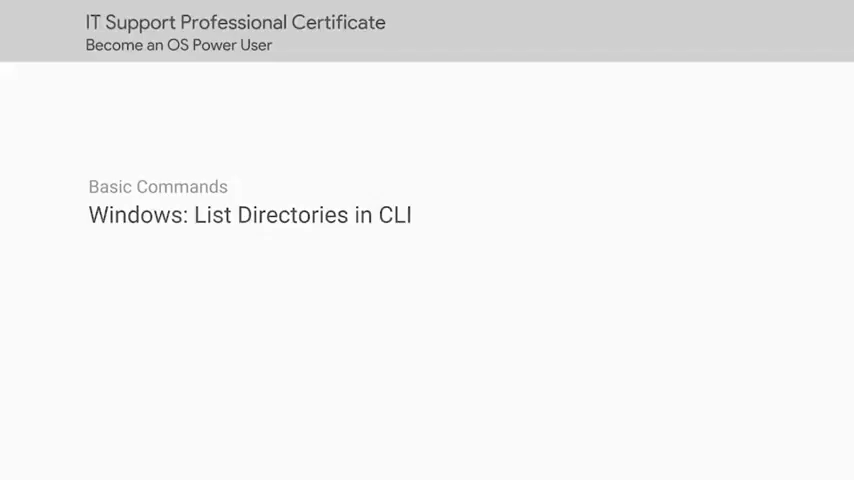 IT Support Professional Certificate
Become an OS Power User
Basic Commands
Windows: List Directories in CLI